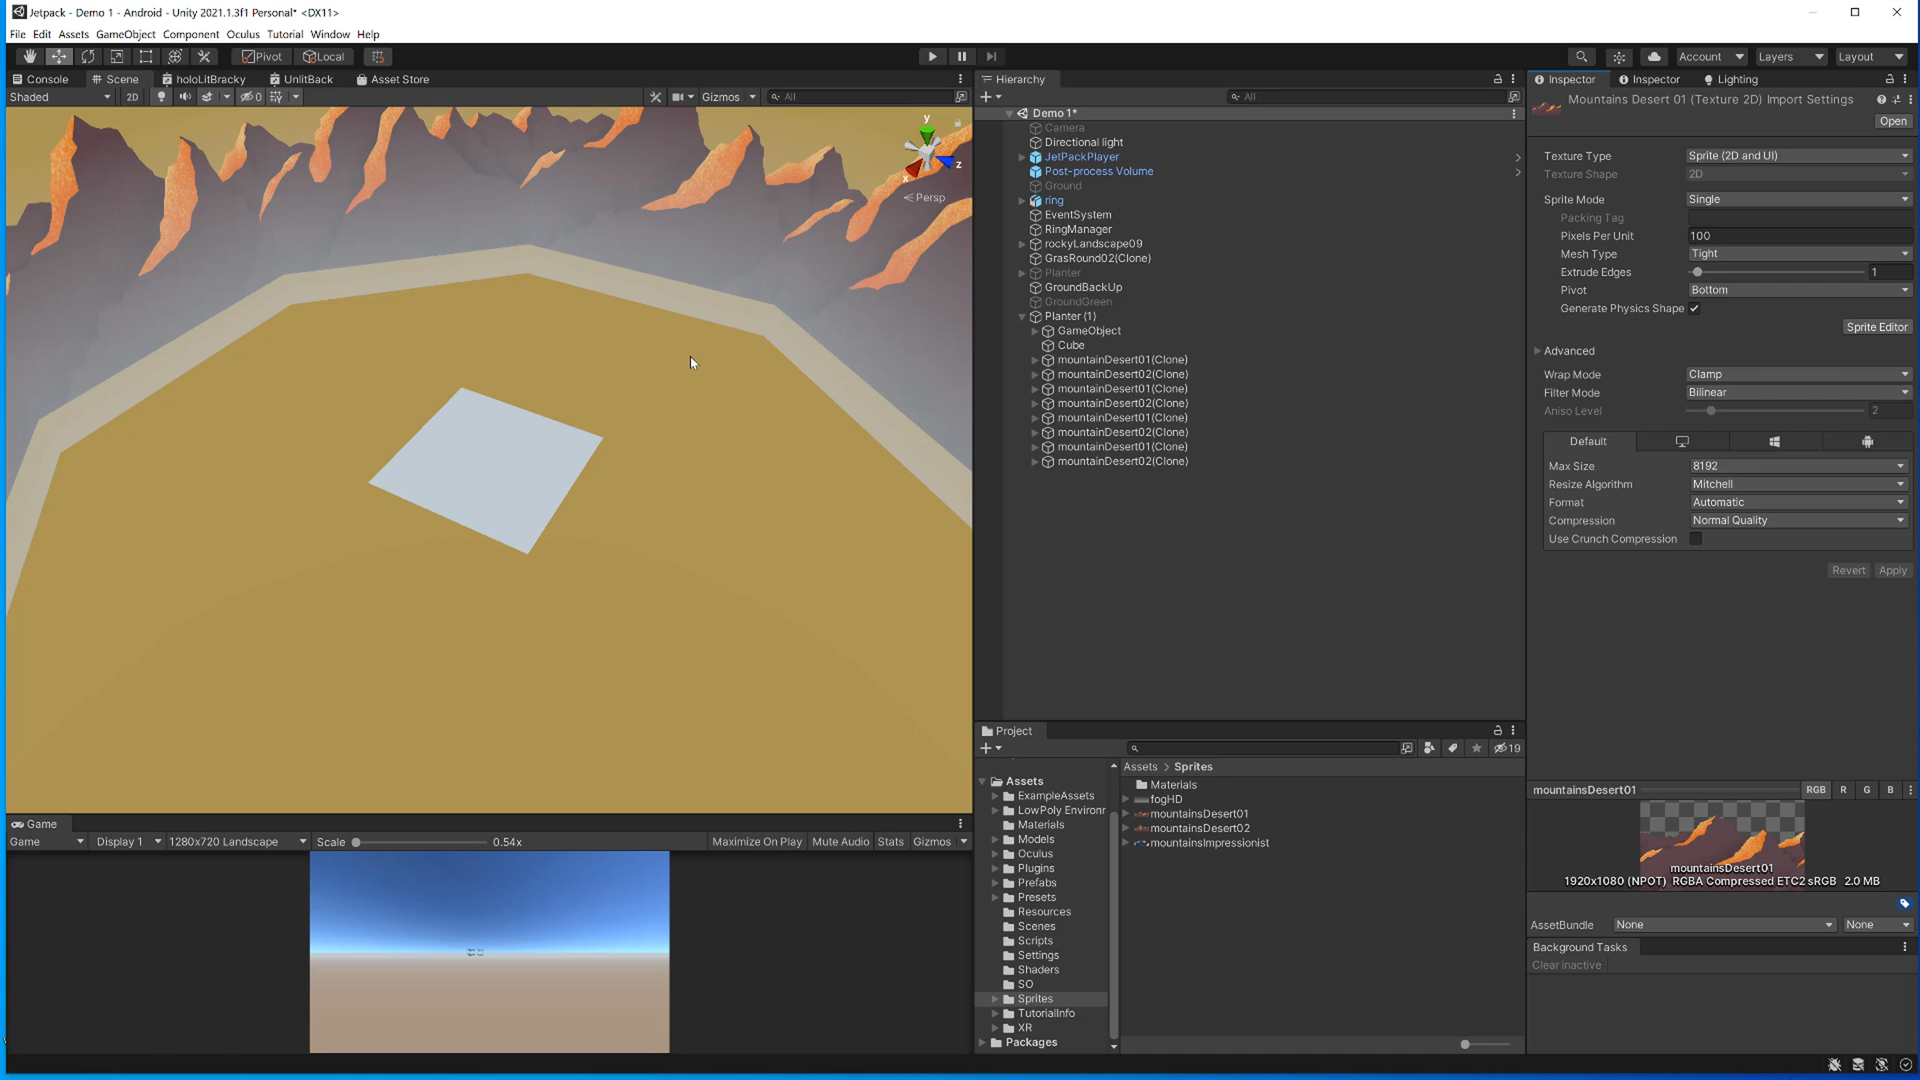 Jetpack - Demo 1 - Android - Unity 2021.1.3f1 Personal* <DX11>
File Edit Assets GameObject Component Oculus Tutorial Window Help
Pivot Local Account Layers Layout
Console Scene holoLitBracky UnlitBack Asset Store
Shaded 2D 0 Gizmos All
y
z
x
Persp
Hierarchy
All
Demo 1*
Camera
Directional light
JetPackPlayer
Post-process Volume
Ground
ring
EventSystem
RingManager
rockyLandscape09
GrasRound02(Clone)
Planter
GroundBackUp
GroundGreen
Planter (1)
GameObject
Cube
mountainDesert01(Clone)
mountainDesert02(Clone)
mountainDesert01(Clone)
mountainDesert02(Clone)
mountainDesert01(Clone)
mountainDesert02(Clone)
mountainDesert01(Clone)
mountainDesert02(Clone)
Inspector Inspector Lighting
Mountains Desert 01 (Texture 2D) Import Settings
Open
Texture Type Sprite (2D and UI)
Texture Shape 2D
Sprite Mode Single
Packing Tag
Pixels Per Unit 100
Mesh Type Tight
Extrude Edges 1
Pivot Bottom
Generate Physics Shape
Sprite Editor
Advanced
Wrap Mode Clamp
Filter Mode Bilinear
Aniso Level 2
Default
Max Size 8192
Resize Algorithm Mitchell
Format Automatic
Compression Normal Quality
Use Crunch Compression
Revert Apply
Game
Game Display 1 1280x720 Landscape Scale 0.54x Maximize On Play Mute Audio Stats Gizmos
Project
19
Assets
ExampleAssets
LowPoly Environr
Materials
Models
Oculus
Plugins
Prefabs
Presets
Resources
Scenes
Scripts
Settings
Shaders
SO
Sprites
TutorialInfo
XR
Packages
Assets > Sprites
Materials
fogHD
mountainsDesert01
mountainsDesert02
mountainsImpressionist
mountainsDesert01 RGB R G B
mountainsDesert01
1920x1080 (NPOT) RGBA Compressed ETC2 sRGB 2.0 MB
AssetBundle None None
Background Tasks
Clear inactive